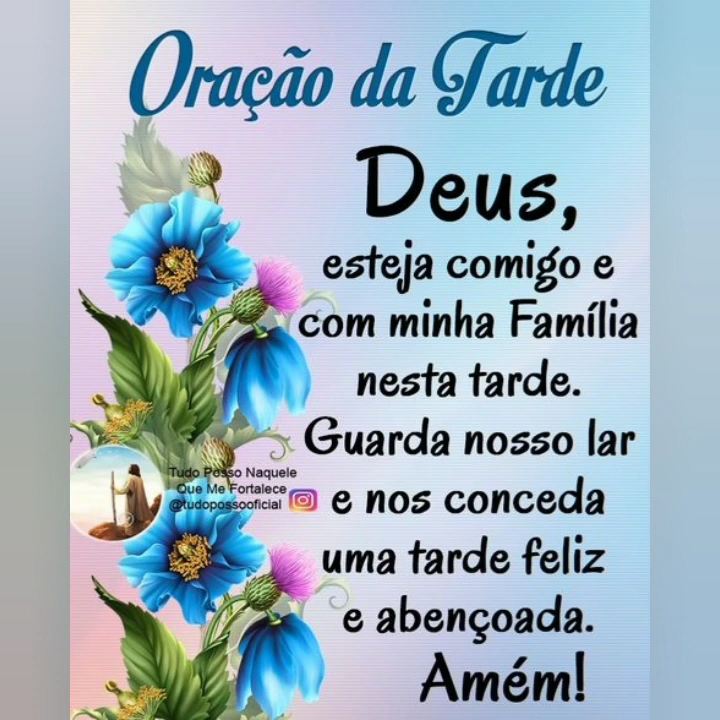 Oração da Tarde
Deus,
esteja comigo e
com minha Família
nesta tarde.
Guarda nosso lar
e nos conceda
uma tarde feliz
e abençoada.
Amém!
Tudo Posso Naquele
Que Me Fortalece
@tudopossooficial